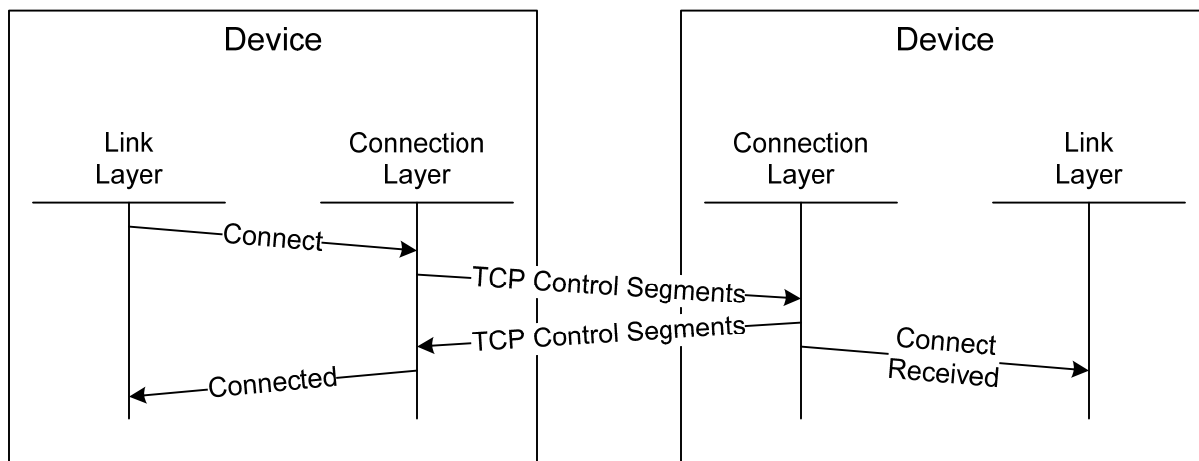 Device
Device
Link
Layer
Connection
Layer
Connection
Layer
Link
Layer
Connect
TCP Control Segments
TCP Control Segments
Connect
Received
Connected